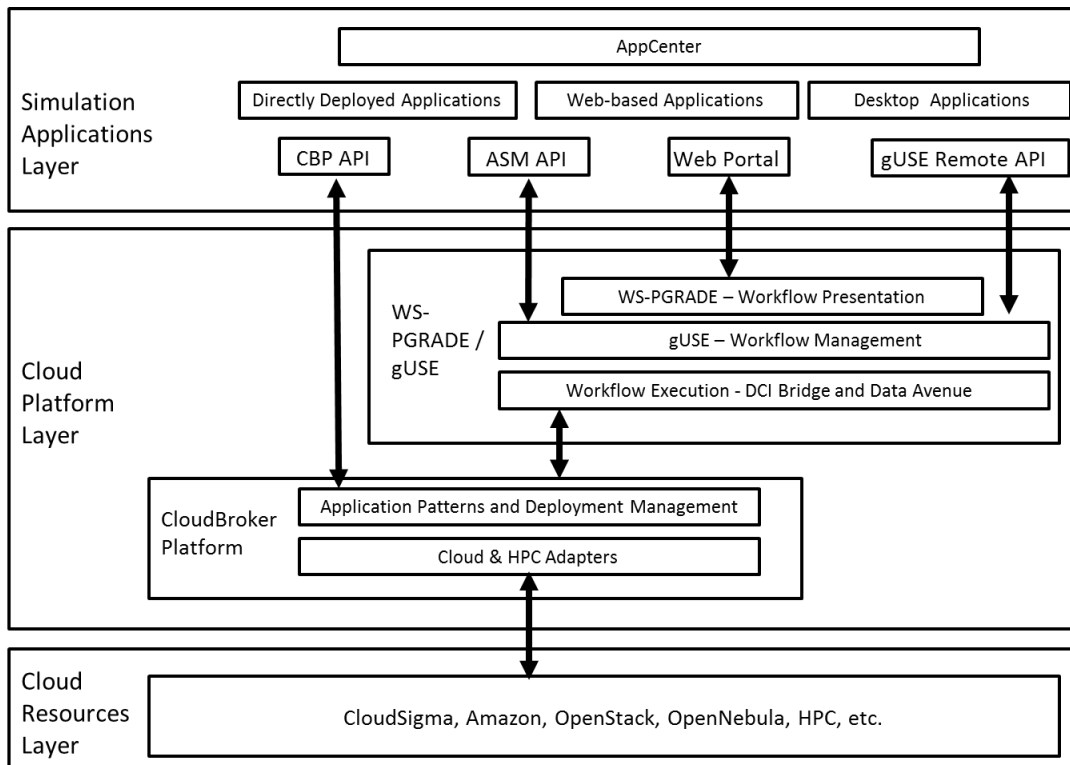 AppCenter
Simulation
Applications
Layer
Directly Deployed Applications
Web-based Applications
Desktop Applications
CBP API
ASM API
Web Portal
gUSE Remote API
Cloud
Platform
Layer
WS-
PGRADE /
gUSE
WS-PGRADE – Workflow Presentation
gUSE – Workflow Management
Workflow Execution - DCI Bridge and Data Avenue
CloudBroker
Platform
Application Patterns and Deployment Management
Cloud & HPC Adapters
Cloud
Resources
Layer
CloudSigma, Amazon, OpenStack, OpenNebula, HPC, etc.